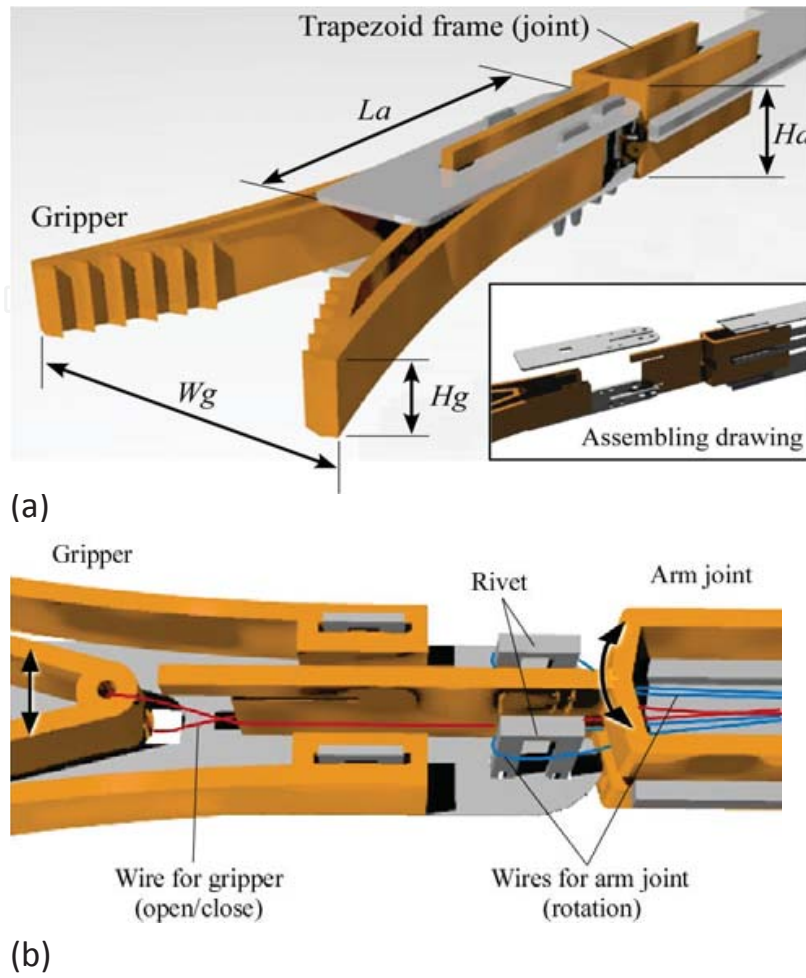 Trapezoid frame (joint)
La
Ha
Gripper
Wg
Hg
Assembling drawing
(a)
Gripper
Rivet
Arm joint
Wire for gripper
(open/close)
Wires for arm joint
(rotation)
(b)